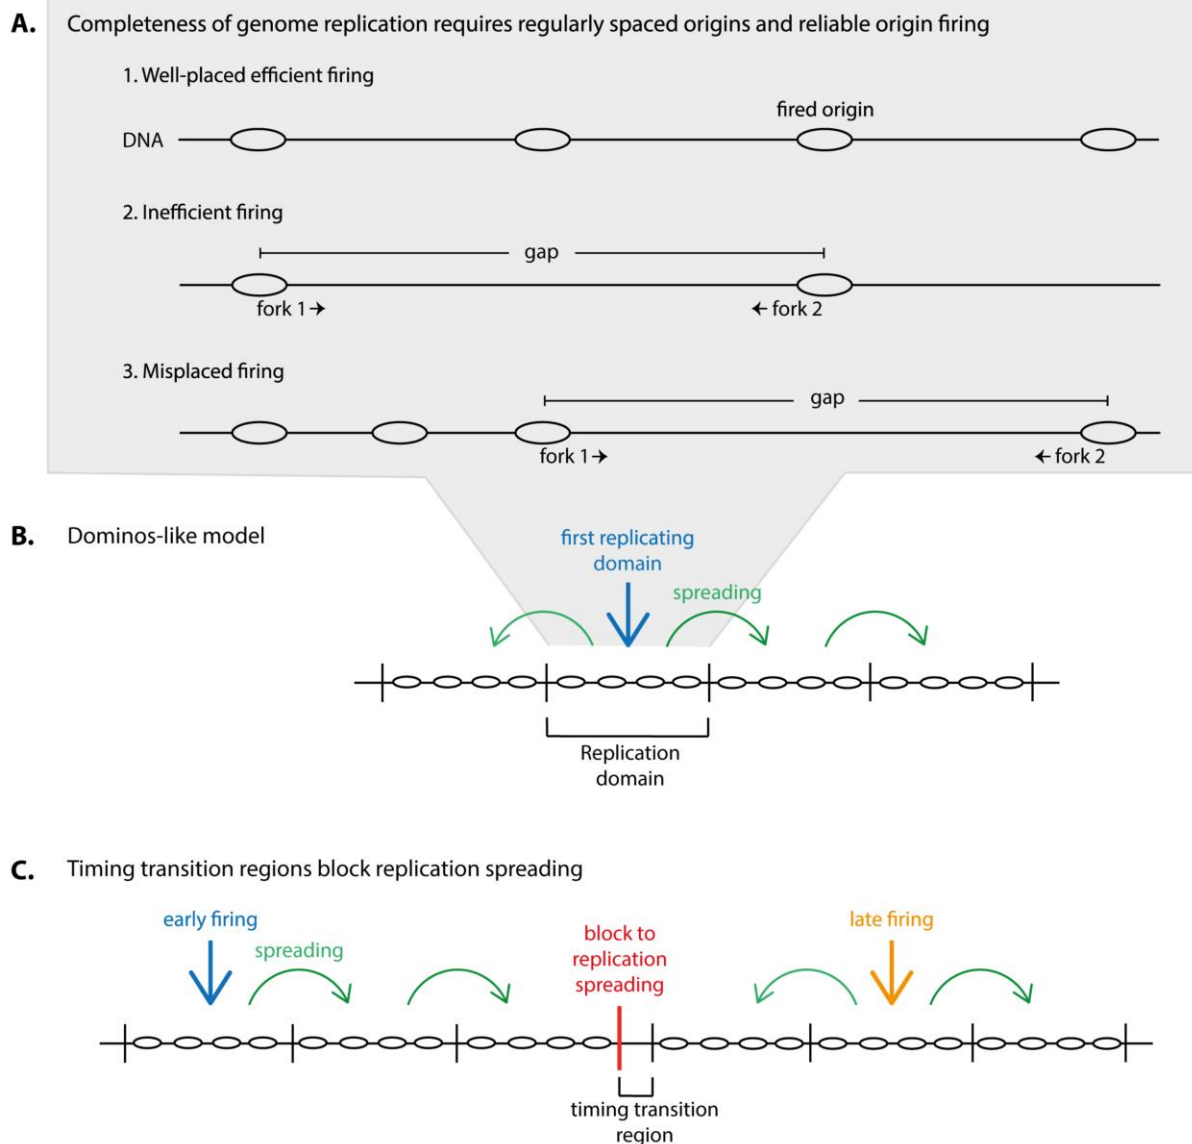 A. Completeness of genome replication requires regularly spaced origins and reliable origin firing
1. Well-placed efficient firing
fired origin
DNA
2. Inefficient firing
gap
fork 1
fork 2
3. Misplaced firing
gap
fork 1
fork 2
B. Dominos-like model
first replicating
domain
spreading
Replication
domain
C. Timing transition regions block replication spreading
early firing
spreading
block to
replication
spreading
late firing
timing transition
region